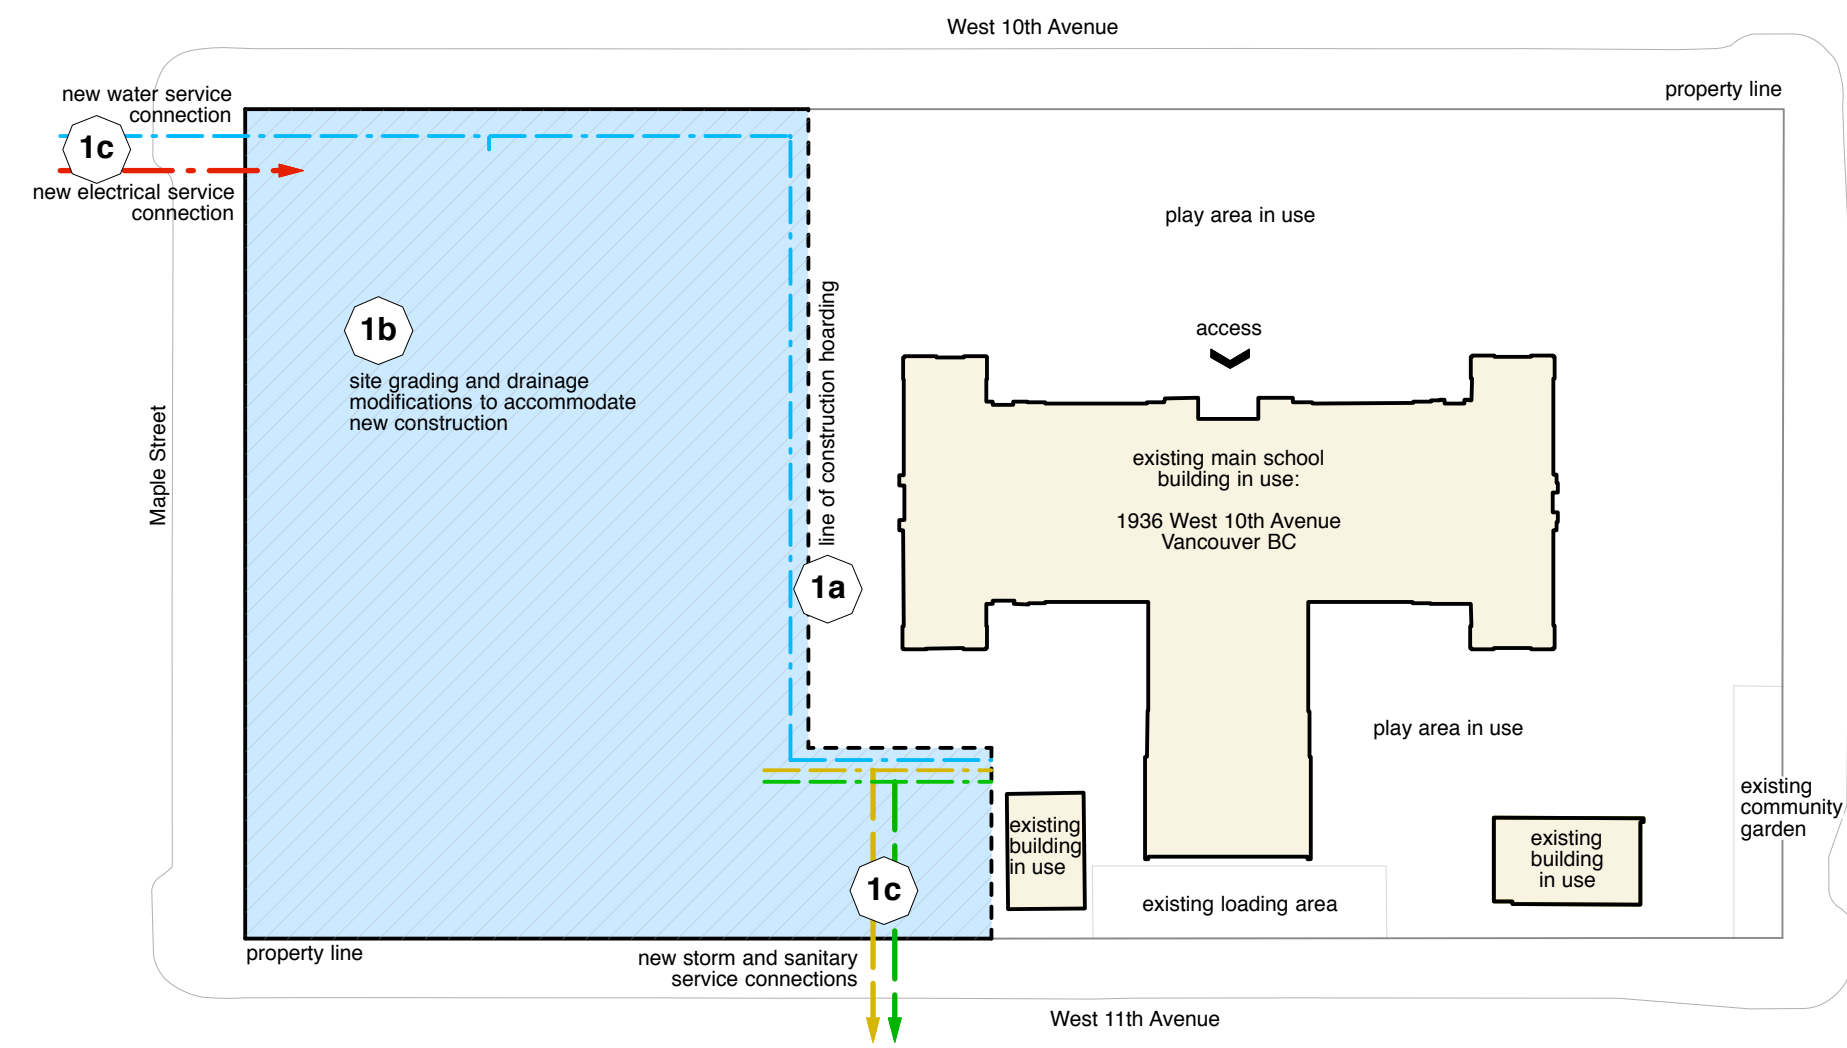 West 10th Avenue
property line
new water service
connection
1c
new electrical service
connection
play area in use
1b
site grading and drainage
modifications to accommodate
new construction
Maple Street
line of construction hoarding
1a
access
existing main school
building in use:
1936 West 10th Avenue
Vancouver BC
play area in use
existing
community
garden
existing
building
in use
existing
building
in use
existing loading area
1c
property line
new storm and sanitary
service connections
West 11th Avenue